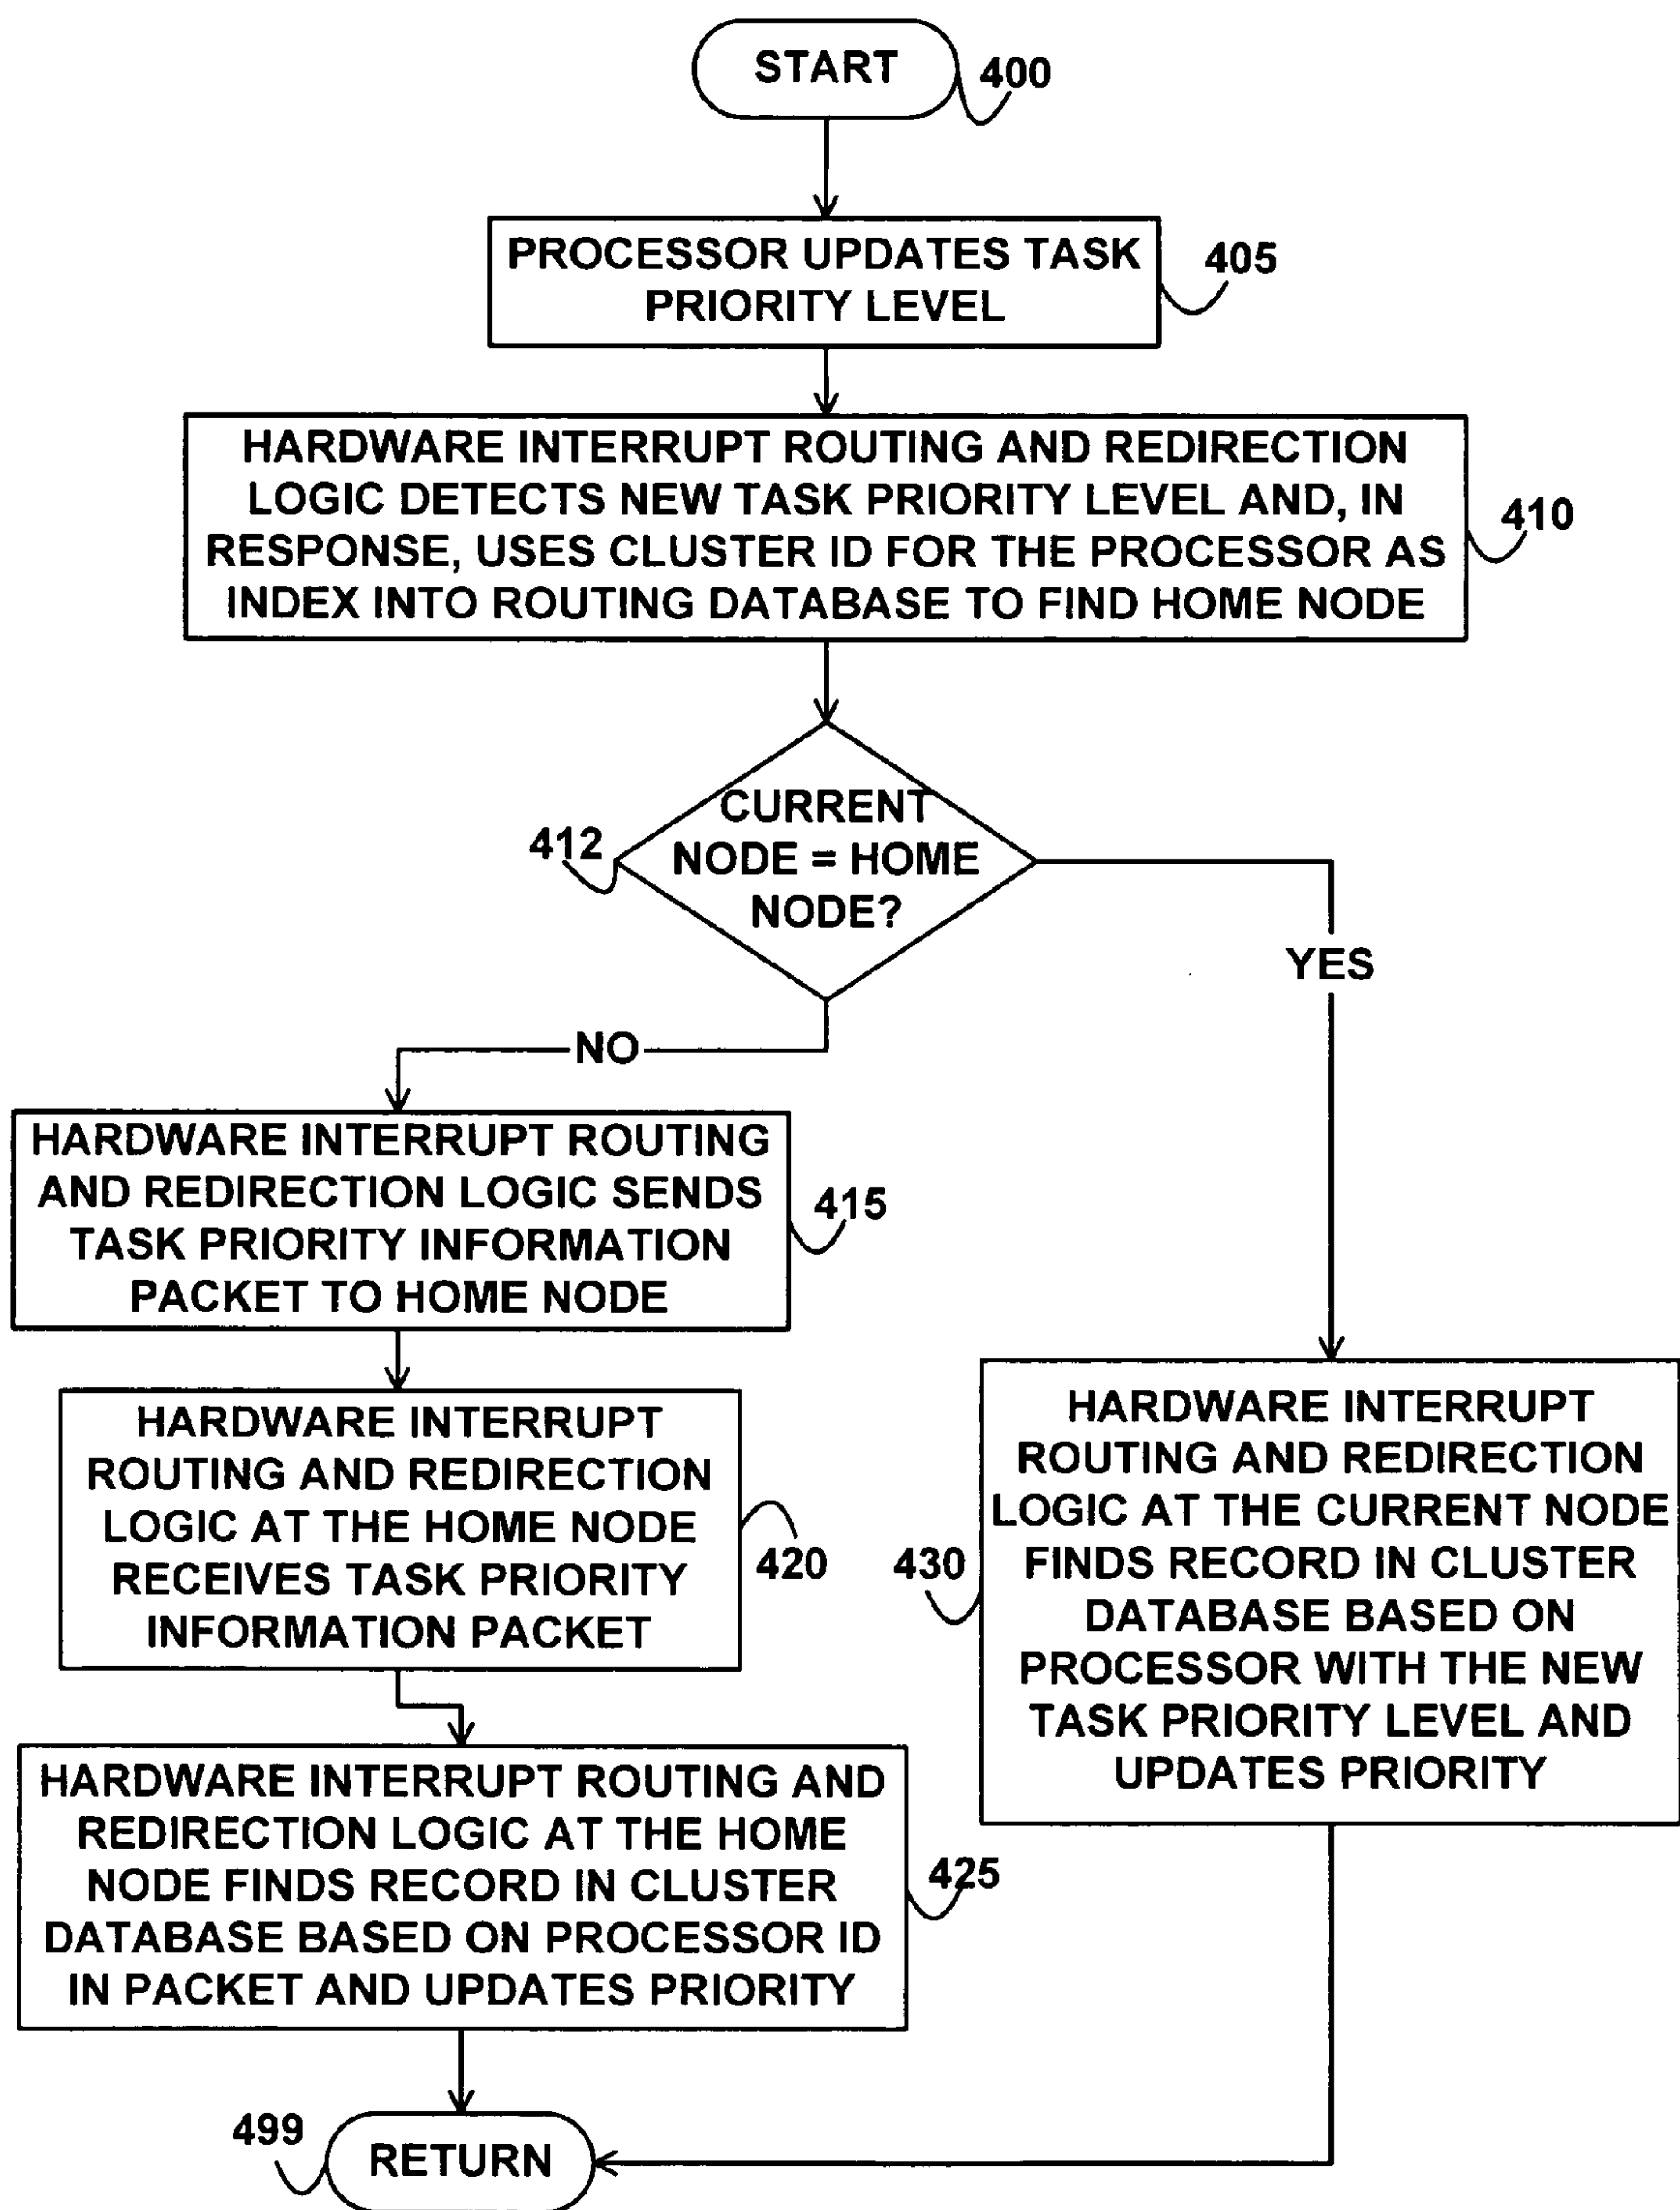 START
400
PROCESSOR UPDATES TASK
PRIORITY LEVEL
405
HARDWARE INTERRUPT ROUTING AND REDIRECTION
LOGIC DETECTS NEW TASK PRIORITY LEVEL AND, IN
RESPONSE, USES CLUSTER ID FOR THE PROCESSOR AS
INDEX INTO ROUTING DATABASE TO FIND HOME NODE
410
CURRENT
NODE = HOME
NODE?
412
YES
NO
HARDWARE INTERRUPT ROUTING
AND REDIRECTION LOGIC SENDS
TASK PRIORITY INFORMATION
PACKET TO HOME NODE
415
HARDWARE INTERRUPT
ROUTING AND REDIRECTION
LOGIC AT THE HOME NODE
RECEIVES TASK PRIORITY
INFORMATION PACKET
420
430
HARDWARE INTERRUPT
ROUTING AND REDIRECTION
LOGIC AT THE CURRENT NODE
FINDS RECORD IN CLUSTER
DATABASE BASED ON
PROCESSOR WITH THE NEW
TASK PRIORITY LEVEL AND
UPDATES PRIORITY
HARDWARE INTERRUPT ROUTING AND
REDIRECTION LOGIC AT THE HOME
NODE FINDS RECORD IN CLUSTER
DATABASE BASED ON PROCESSOR ID
IN PACKET AND UPDATES PRIORITY
425
499
RETURN